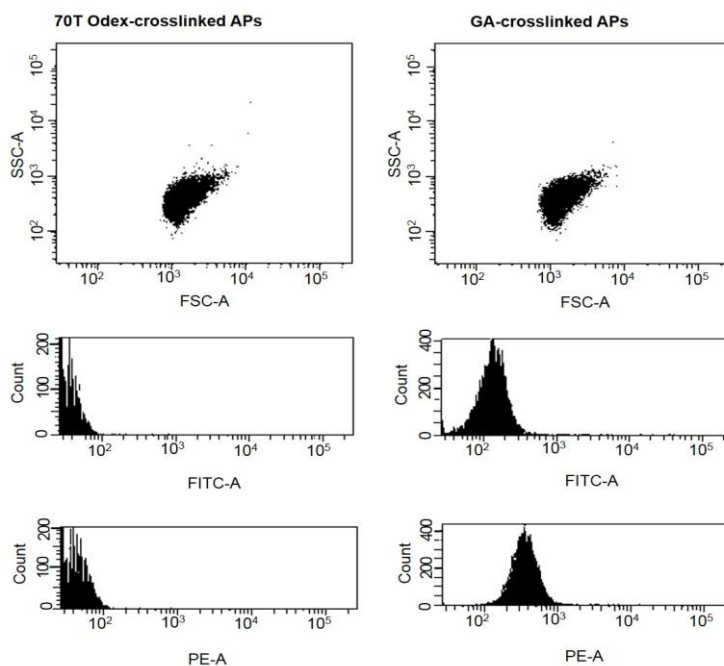 70T Odex-crosslinked APs
GA-crosslinked APs
SSC-A
10⁵
10⁴
10³
10²
10² 10³ 10⁴ 10⁵
FSC-A
SSC-A
10⁵
10⁴
10³
10²
10² 10³ 10⁴ 10⁵
FSC-A
Count
200
100
0
10² 10³ 10⁴ 10⁵
FITC-A
Count
400
200
0
10² 10³ 10⁴ 10⁵
FITC-A
Count
200
100
0
10² 10³ 10⁴ 10⁵
PE-A
Count
400
200
0
10² 10³ 10⁴ 10⁵
PE-A